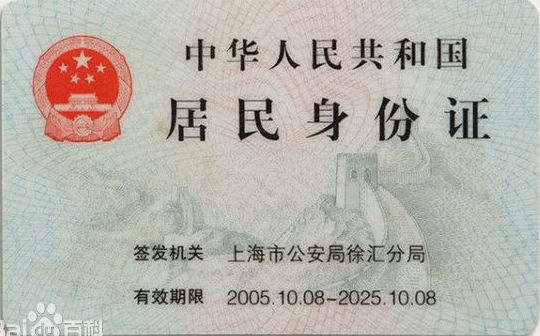 中华人民共和国
居民身份证
签发机关 上海市公安局徐汇分局
有效期限 2005.10.08-2025.10.08
Baidu百科